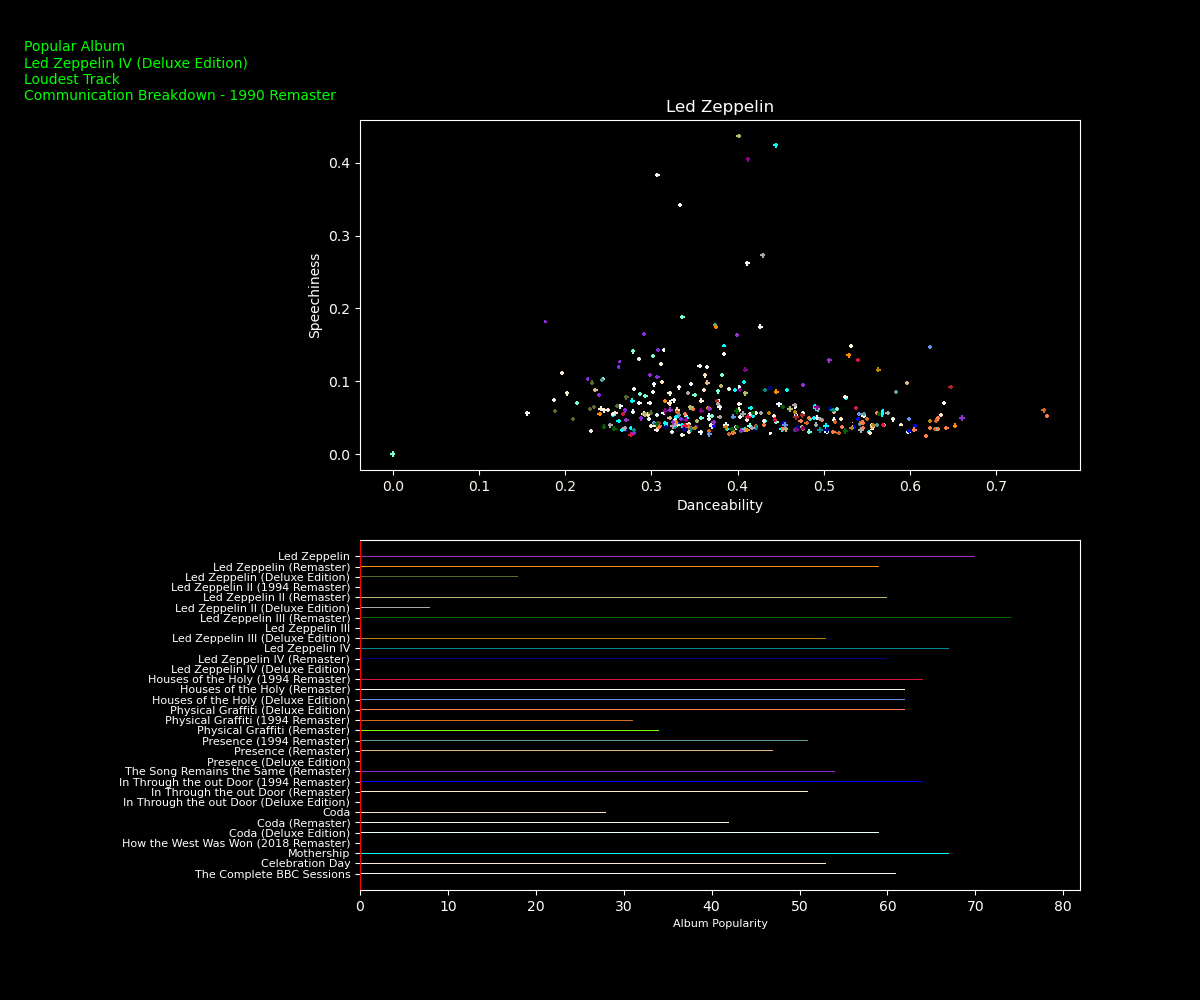 Popular Album
Led Zeppelin IV (Deluxe Edition)
Loudest Track
Communication Breakdown - 1990 Remaster
Led Zeppelin
Speechiness
0.4
0.3
0.2
0.1
0.0
0.0 0.1 0.2 0.3 0.4 0.5 0.6 0.7
Danceability
Led Zeppelin
Led Zeppelin (Remaster)
Led Zeppelin (Deluxe Edition)
Led Zeppelin II (1994 Remaster)
Led Zeppelin II (Remaster)
Led Zeppelin II (Deluxe Edition)
Led Zeppelin III (Remaster)
Led Zeppelin III
Led Zeppelin III (Deluxe Edition)
Led Zeppelin IV
Led Zeppelin IV (Remaster)
Led Zeppelin IV (Deluxe Edition)
Houses of the Holy (1994 Remaster)
Houses of the Holy (Remaster)
Houses of the Holy (Deluxe Edition)
Physical Graffiti (Deluxe Edition)
Physical Graffiti (1994 Remaster)
Physical Graffiti (Remaster)
Presence (1994 Remaster)
Presence (Remaster)
Presence (Deluxe Edition)
The Song Remains the Same (Remaster)
In Through the out Door (1994 Remaster)
In Through the out Door (Remaster)
In Through the out Door (Deluxe Edition)
Coda
Coda (Remaster)
Coda (Deluxe Edition)
How the West Was Won (2018 Remaster)
Mothership
Celebration Day
The Complete BBC Sessions
0 10 20 30 40 50 60 70 80
Album Popularity